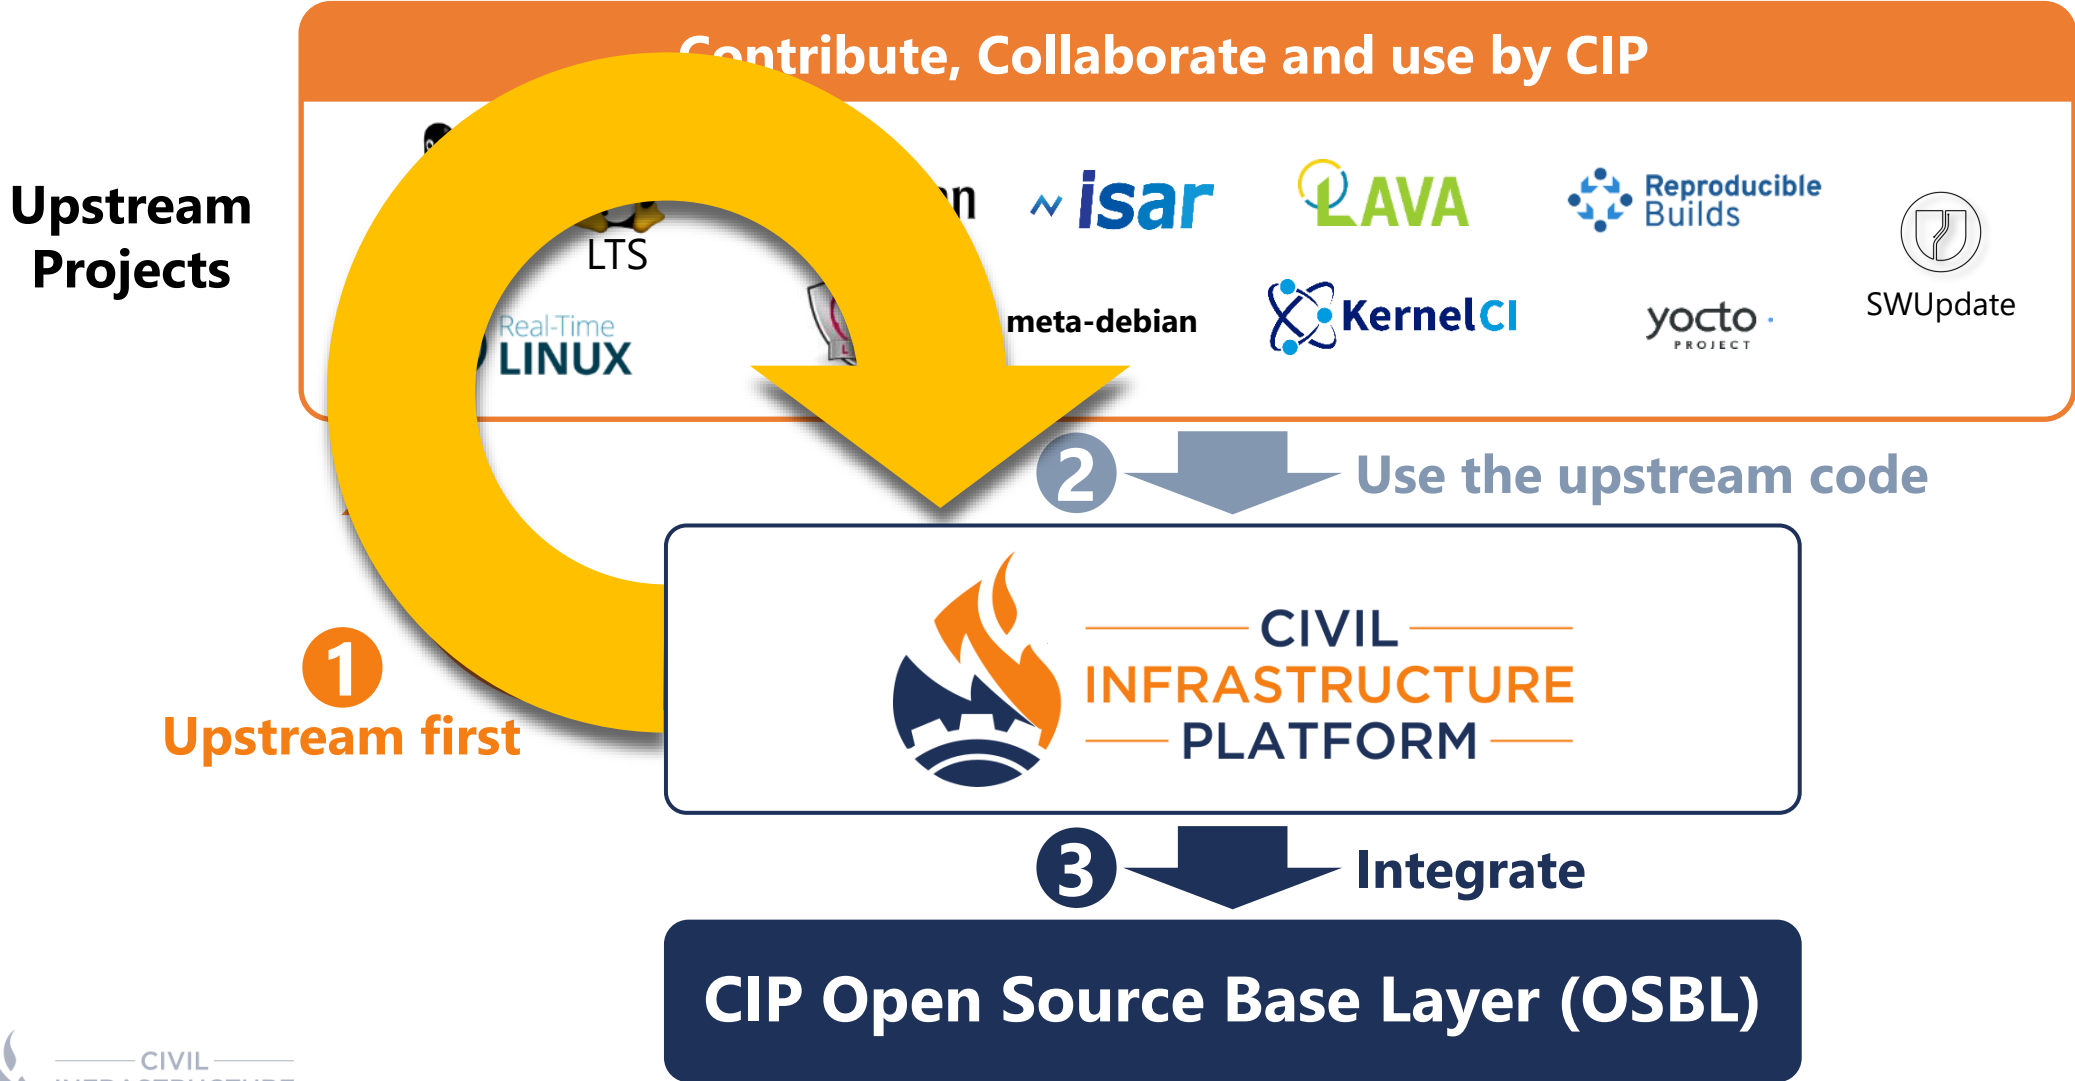 Contribute, Collaborate and use by CIP
Upstream
Projects
LTS
isar
LAVA
Reproducible
Builds
SWUpdate
Real-Time
LINUX
meta-debian
KernelCI
yocto
PROJECT
2
Use the upstream code
1
Upstream first
CIVIL
INFRASTRUCTURE
PLATFORM
3
Integrate
CIP Open Source Base Layer (OSBL)
CIVIL
INFRASTRUCTURE